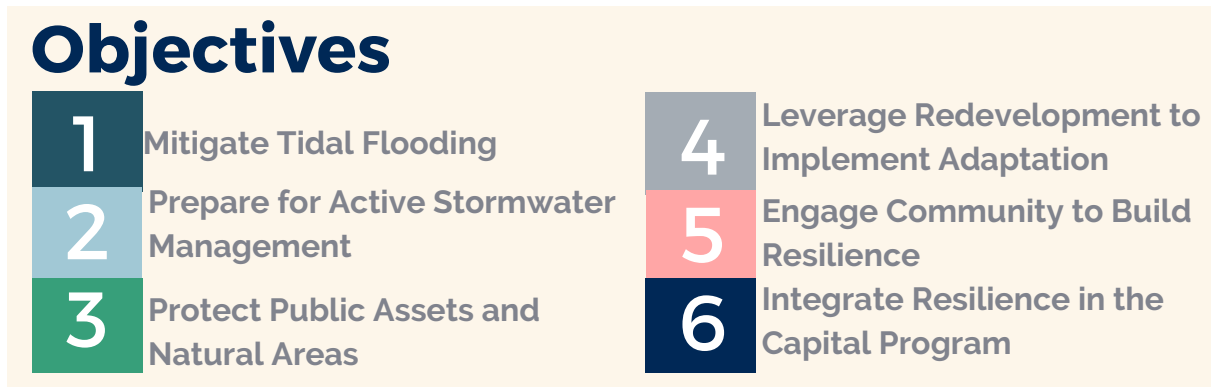 Objectives
1
Mitigate Tidal Flooding
2
Prepare for Active Stormwater
Management
3
Protect Public Assets and
Natural Areas
4
Leverage Redevelopment to
Implement Adaptation
5
Engage Community to Build
Resilience
6
Integrate Resilience in the
Capital Program